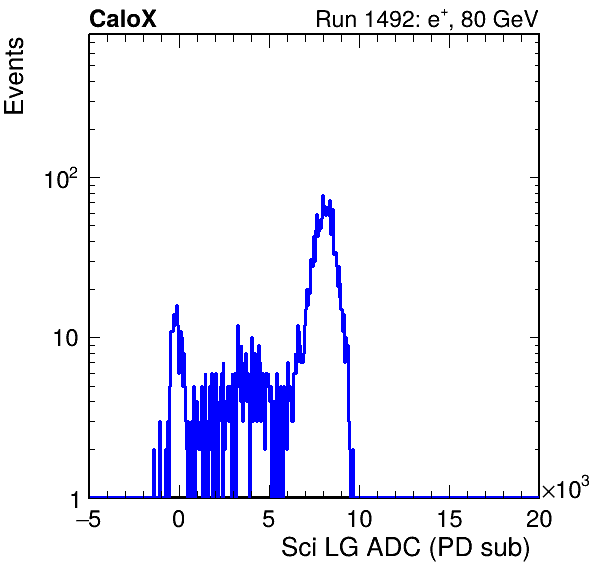 CaloX Run 1492: e⁺, 80 GeV
Events
10²
10
1
−5 0 5 10 15 20
×10³
Sci LG ADC (PD sub)